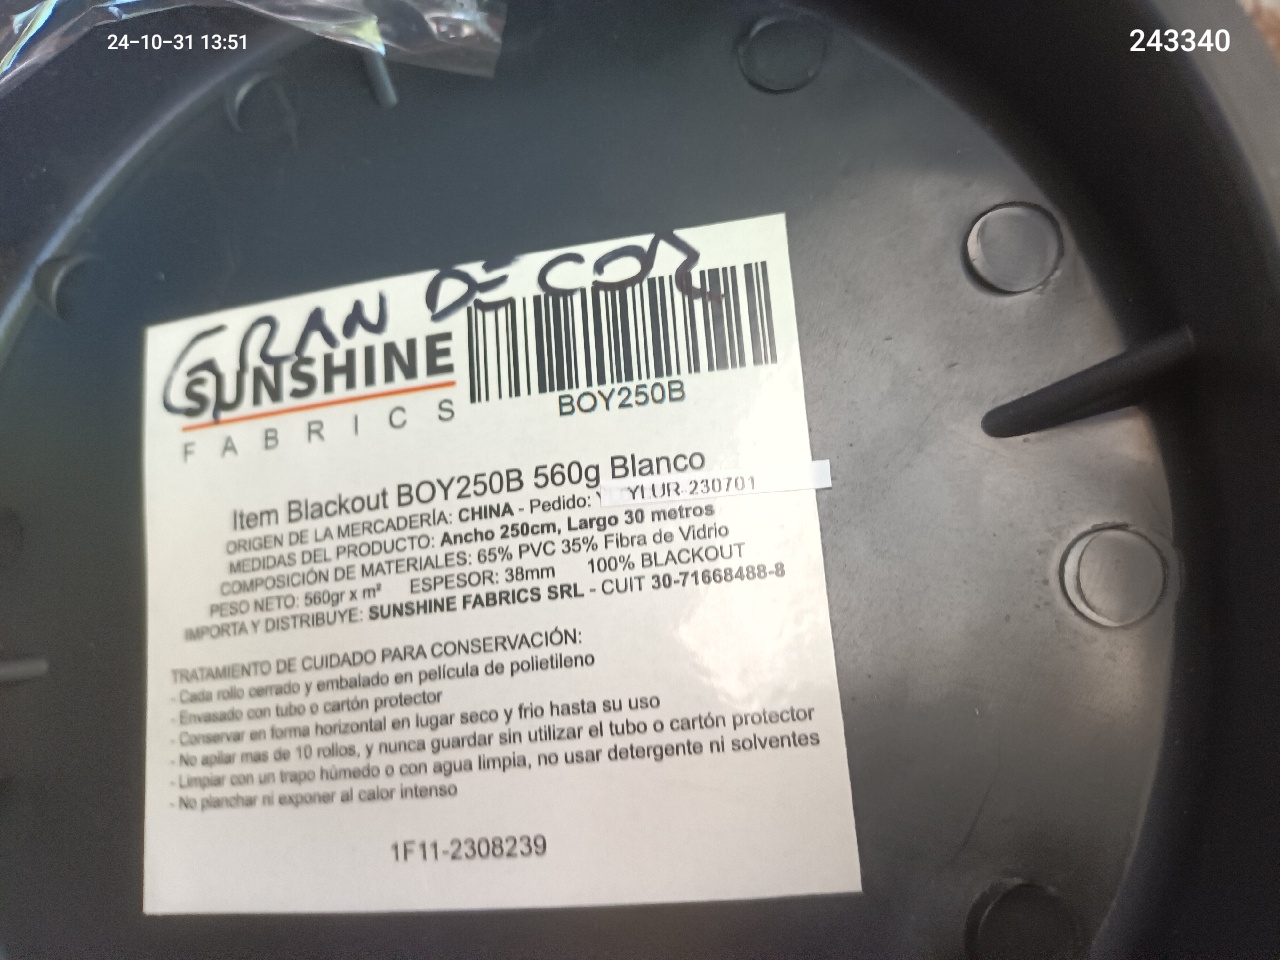 24-10-31 13:51
243340
GRAN DECOR
SUNSHINE
FABRICS
BOY250B
Item Blackout BOY250B 560g Blanco
ORIGEN DE LA MERCADERÍA: CHINA - Pedido: YLUR-230701
MEDIDAS DEL PRODUCTO: Ancho 250cm, Largo 30 metros
COMPOSICIÓN DE MATERIALES: 65% PVC 35% Fibra de Vidrio
PESO NETO: 560gr x m² ESPESOR: 38mm 100% BLACKOUT
IMPORTA Y DISTRIBUYE: SUNSHINE FABRICS SRL - CUIT 30-71668488-8
TRATAMIENTO DE CUIDADO PARA CONSERVACIÓN:
- Cada rollo cerrado y embalado en película de polietileno
- Envasado con tubo o cartón protector
- Conservar en forma horizontal en lugar seco y frio hasta su uso
- No apilar mas de 10 rollos, y nunca guardar sin utilizar el tubo o cartón protector
- Limpiar con un trapo húmedo o con agua limpia, no usar detergente ni solventes
- No planchar ni exponer al calor intenso
1F11-2308239